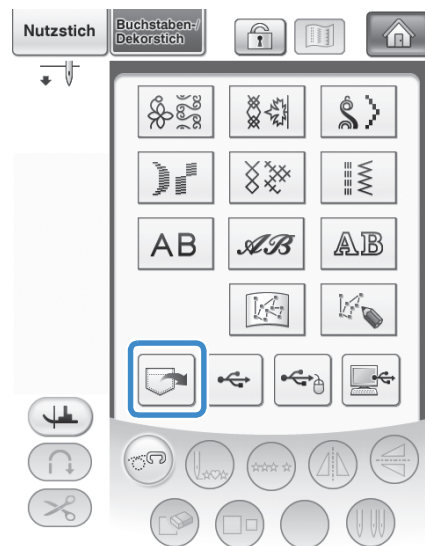 Nutzstich
Buchstaben-/
Dekorstich
AB
AB
AB